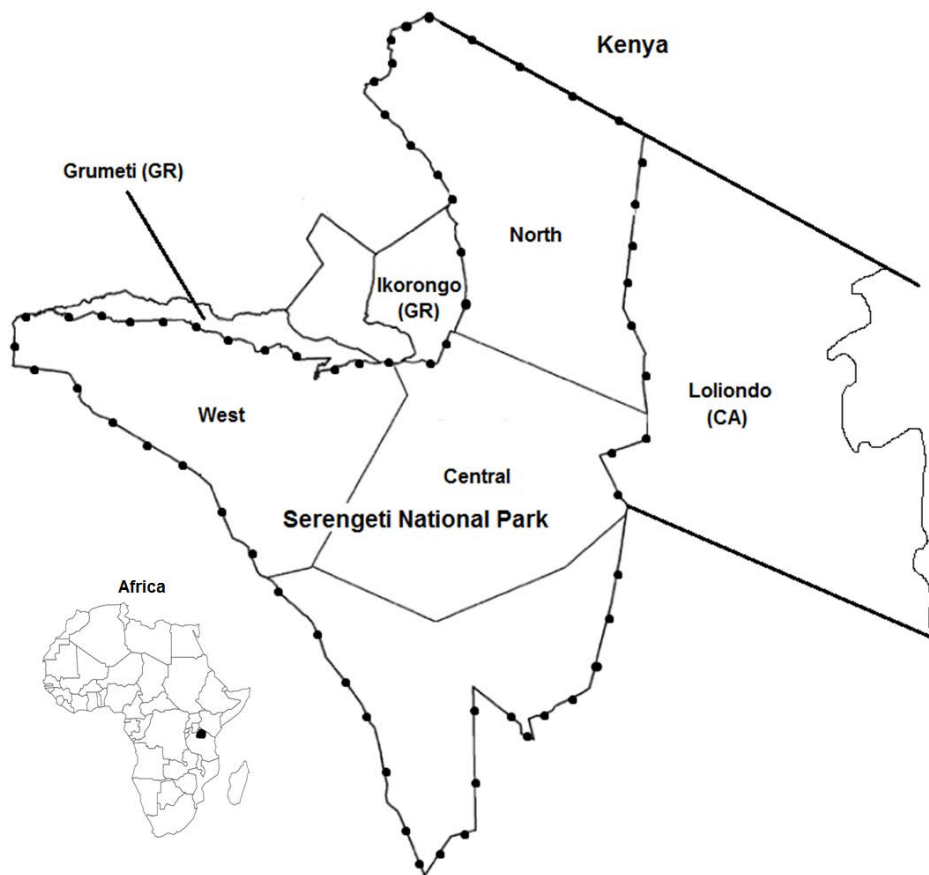 Kenya
Grumeti (GR)
North
Ikorongo
(GR)
Loliondo
(CA)
West
Central
Serengeti National Park
Africa